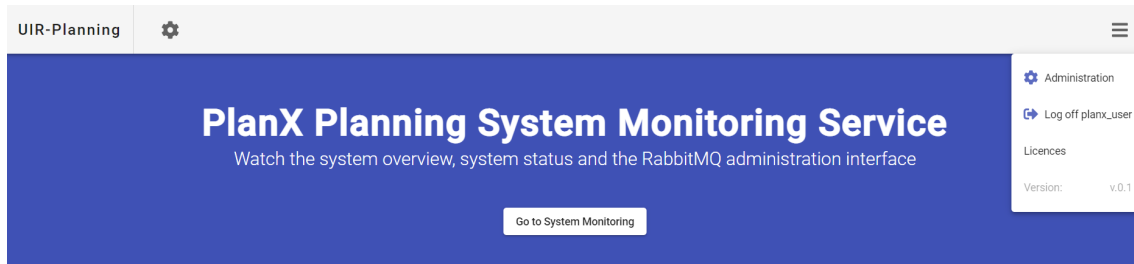 UIR-Planning
Administration
Log off planx_user
Licences
Version: v.0.1
PlanX Planning System Monitoring Service
Watch the system overview, system status and the RabbitMQ administration interface
Go to System Monitoring